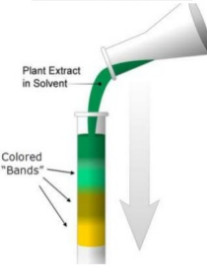 Plant Extract
in Solvent
Colored
"Bands"